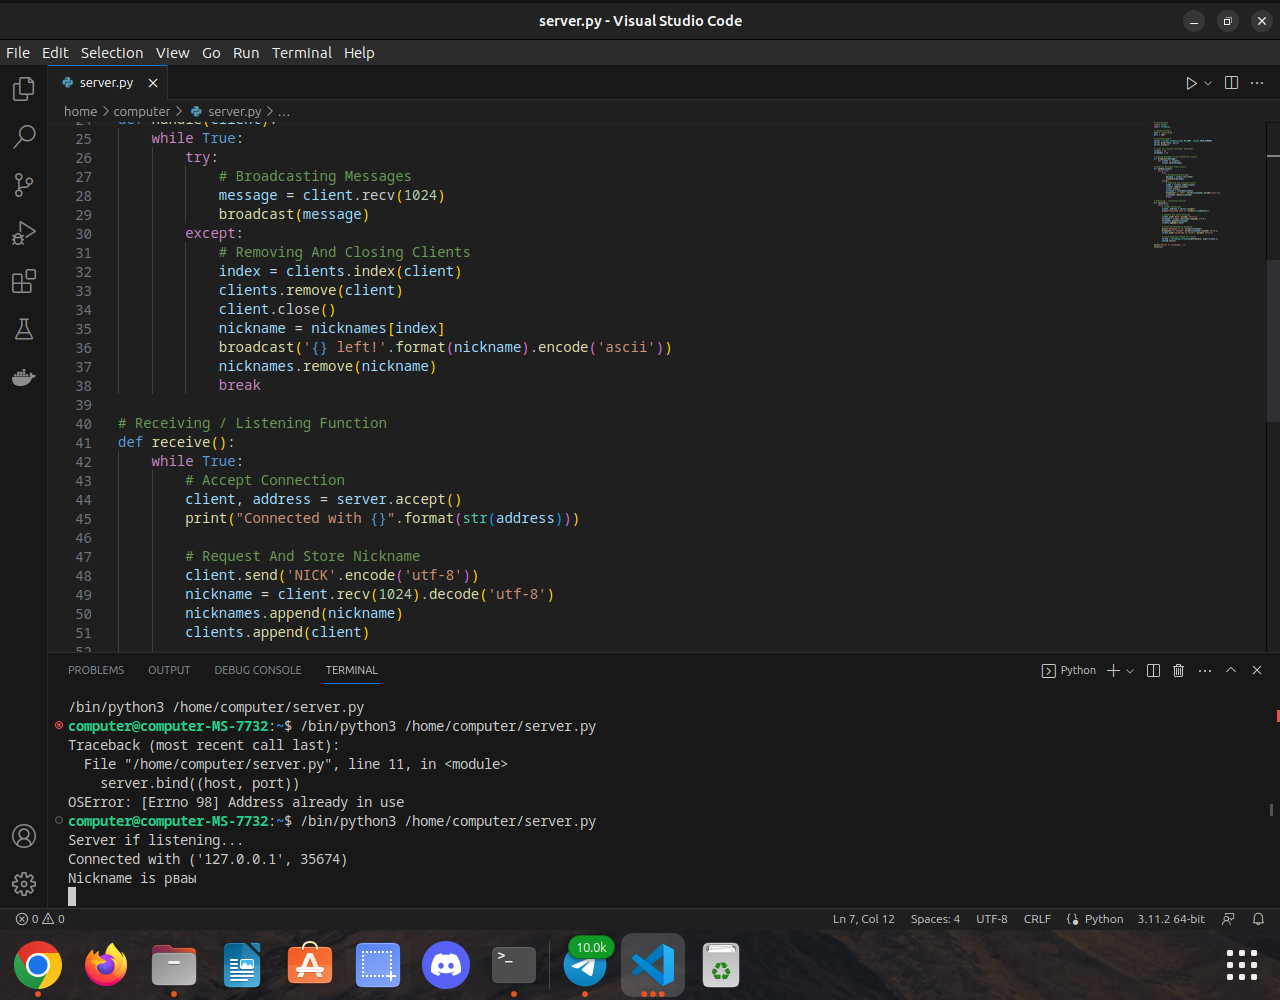 server.py - Visual Studio Code
File Edit Selection View Go Run Terminal Help
server.py
home > computer > server.py > ...
24 def handle(client):
25 while True:
26 try:
27 # Broadcasting Messages
28 message = client.recv(1024)
29 broadcast(message)
30 except:
31 # Removing And Closing Clients
32 index = clients.index(client)
33 clients.remove(client)
34 client.close()
35 nickname = nicknames[index]
36 broadcast('{} left!'.format(nickname).encode('ascii'))
37 nicknames.remove(nickname)
38 break
39
40 # Receiving / Listening Function
41 def receive():
42 while True:
43 # Accept Connection
44 client, address = server.accept()
45 print("Connected with {}".format(str(address)))
46
47 # Request And Store Nickname
48 client.send('NICK'.encode('utf-8'))
49 nickname = client.recv(1024).decode('utf-8')
50 nicknames.append(nickname)
51 clients.append(client)
52
PROBLEMS OUTPUT DEBUG CONSOLE TERMINAL Python
/bin/python3 /home/computer/server.py
computer@computer-MS-7732:~$ /bin/python3 /home/computer/server.py
Traceback (most recent call last):
File "/home/computer/server.py", line 11, in <module>
server.bind((host, port))
OSError: [Errno 98] Address already in use
computer@computer-MS-7732:~$ /bin/python3 /home/computer/server.py
Server if listening...
Connected with ('127.0.0.1', 35674)
Nickname is рваы
0 0 Ln 7, Col 12 Spaces: 4 UTF-8 CRLF Python 3.11.2 64-bit
10.0k